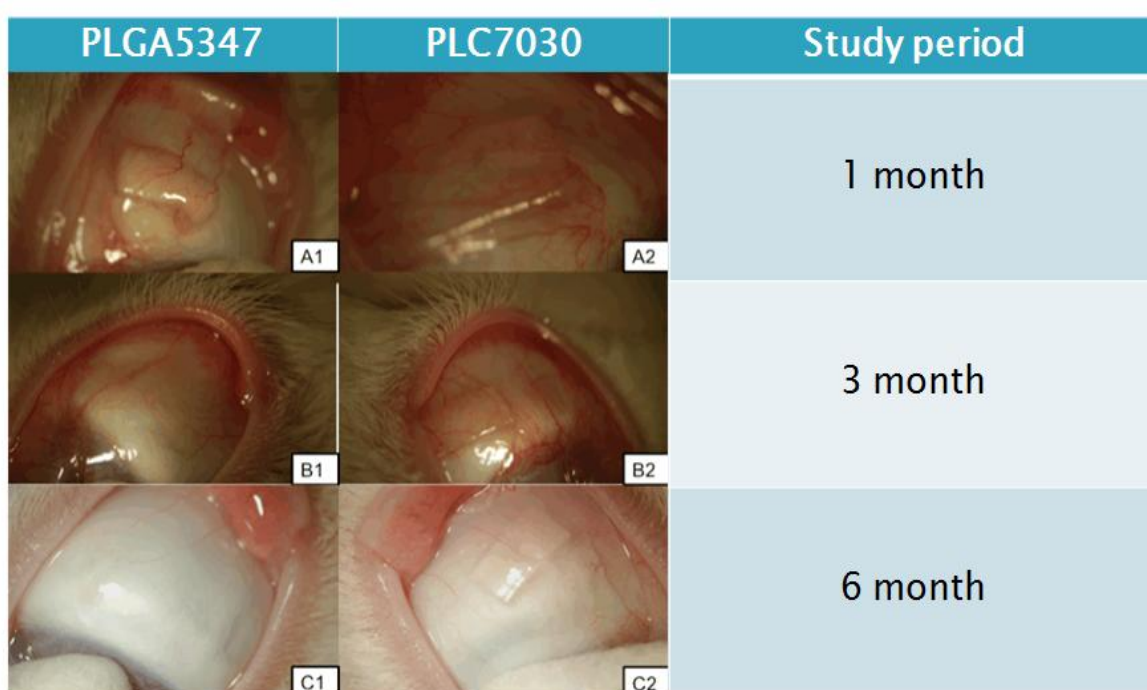 PLGA5347 PLC7030 Study period
A1 A2 1 month
B1 B2 3 month
C1 C2 6 month